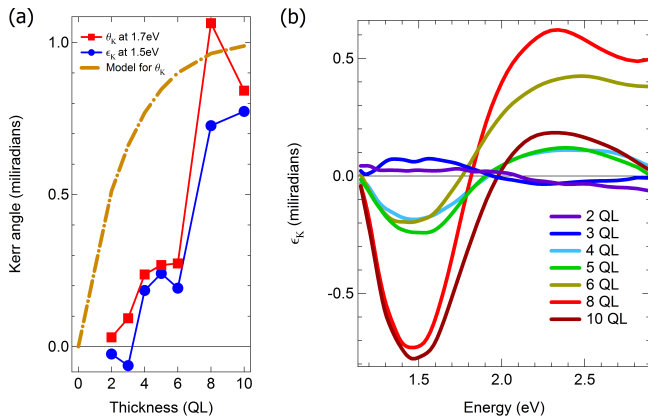 (a)
θK at 1.7eV
ϵK at 1.5eV
Model for θK
Kerr angle (miliradians)
1.0
0.5
0.0
0 2 4 6 8 10
Thickness (QL)
(b)
ϵK (miliradians)
0.5
0.0
-0.5
2 QL
3 QL
4 QL
5 QL
6 QL
8 QL
10 QL
1.5 2.0 2.5
Energy (eV)